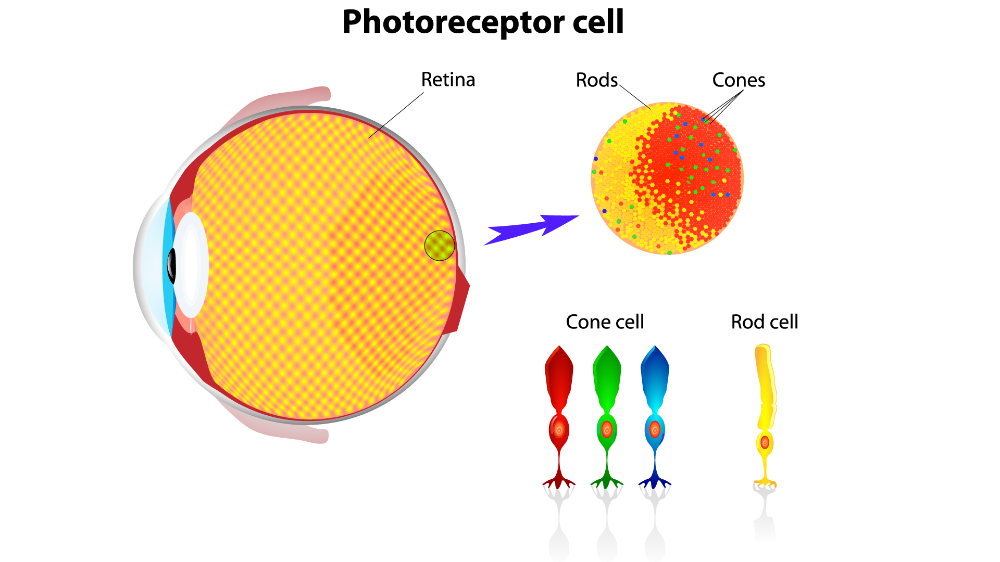 Photoreceptor cell
Retina
Rods
Cones
Cone cell
Rod cell